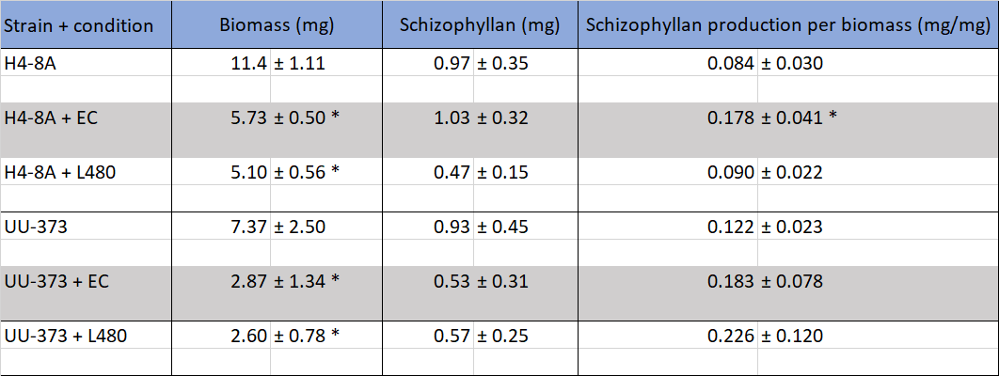 Strain + condition Biomass (mg) Schizophyllan (mg) Schizophyllan production per biomass (mg/mg)
H4-8A 11.4 ± 1.11 0.97 ± 0.35 0.084 ± 0.030
H4-8A + EC 5.73 ± 0.50 * 1.03 ± 0.32 0.178 ± 0.041 *
H4-8A + L480 5.10 ± 0.56 * 0.47 ± 0.15 0.090 ± 0.022
UU-373 7.37 ± 2.50 0.93 ± 0.45 0.122 ± 0.023
UU-373 + EC 2.87 ± 1.34 * 0.53 ± 0.31 0.183 ± 0.078
UU-373 + L480 2.60 ± 0.78 * 0.57 ± 0.25 0.226 ± 0.120